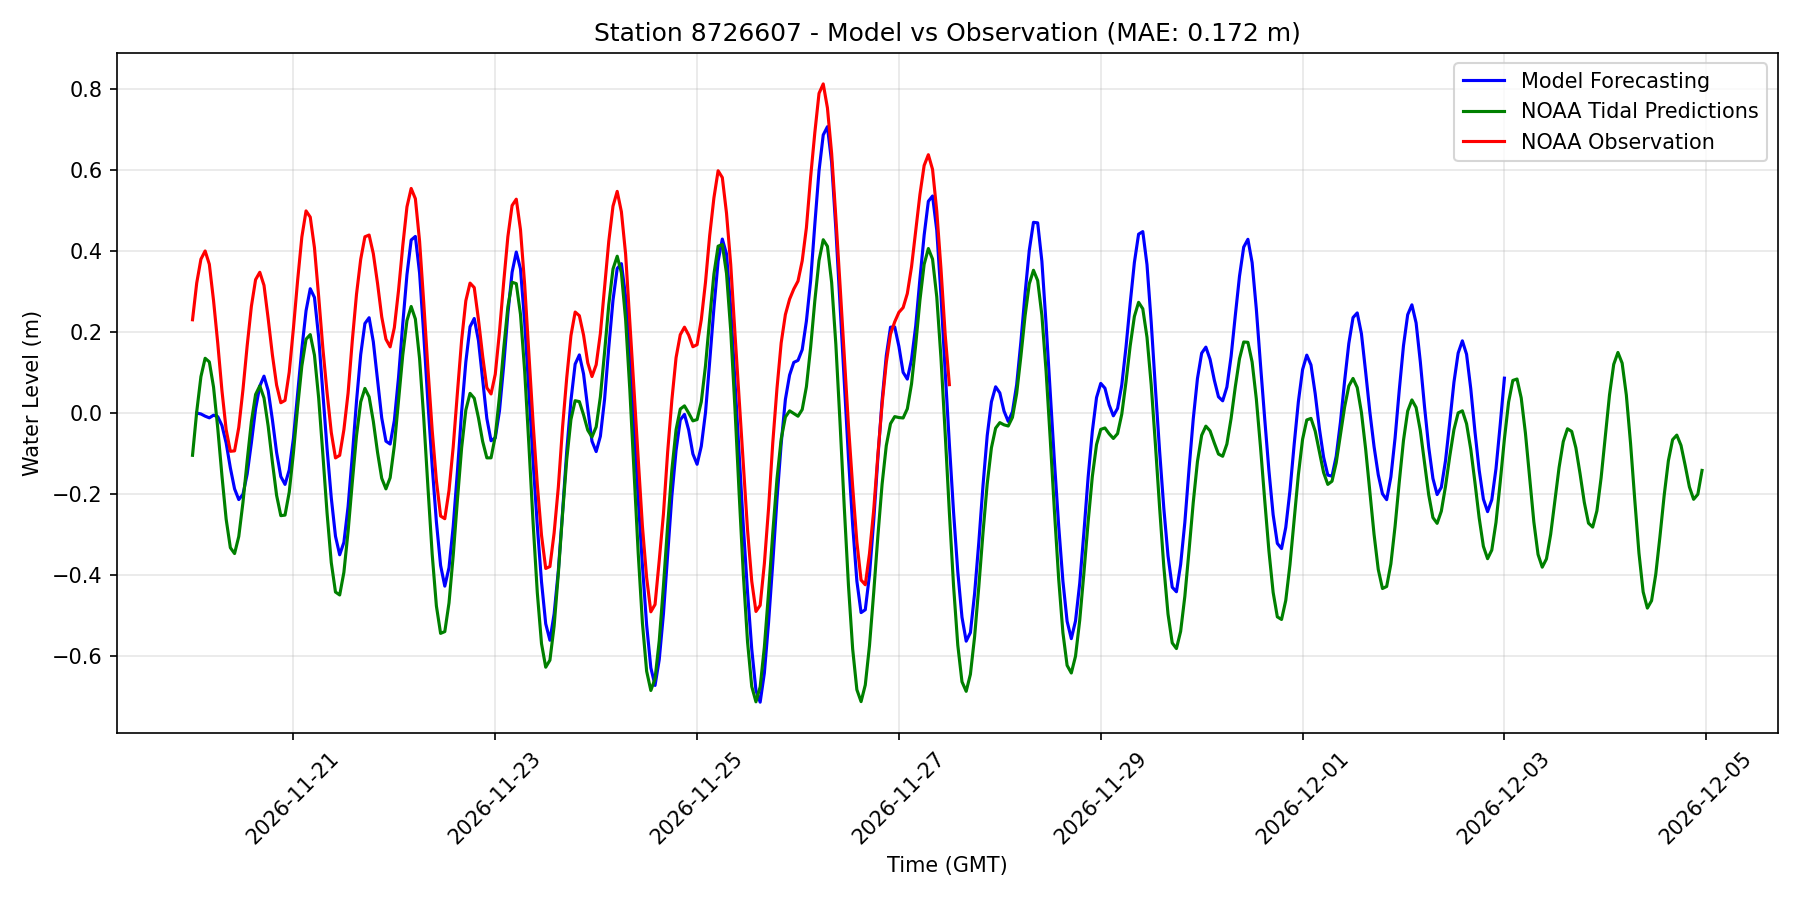 Station 8726607 - Model vs Observation (MAE: 0.172 m)
Model Forecasting
NOAA Tidal Predictions
NOAA Observation
Water Level (m)
0.8
0.6
0.4
0.2
0.0
−0.2
−0.4
−0.6
2026-11-21
2026-11-23
2026-11-25
2026-11-27
2026-11-29
2026-12-01
2026-12-03
2026-12-05
Time (GMT)